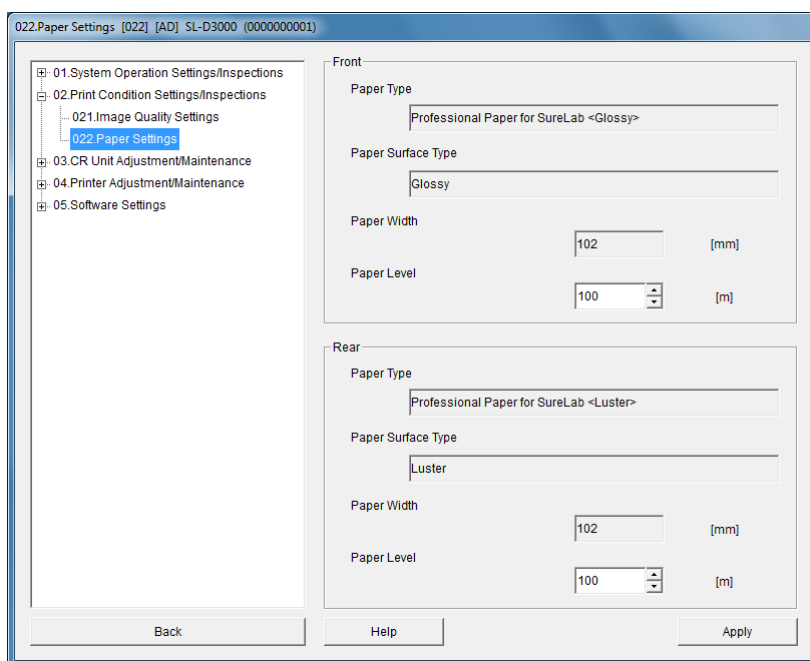 022.Paper Settings [022] [AD] SL-D3000 (0000000001)
01.System Operation Settings/Inspections
02.Print Condition Settings/Inspections
021.Image Quality Settings
022.Paper Settings
03.CR Unit Adjustment/Maintenance
04.Printer Adjustment/Maintenance
05.Software Settings
Front
Paper Type
Professional Paper for SureLab <Glossy>
Paper Surface Type
Glossy
Paper Width
102 [mm]
Paper Level
100 [m]
Rear
Paper Type
Professional Paper for SureLab <Luster>
Paper Surface Type
Luster
Paper Width
102 [mm]
Paper Level
100 [m]
Back Help Apply